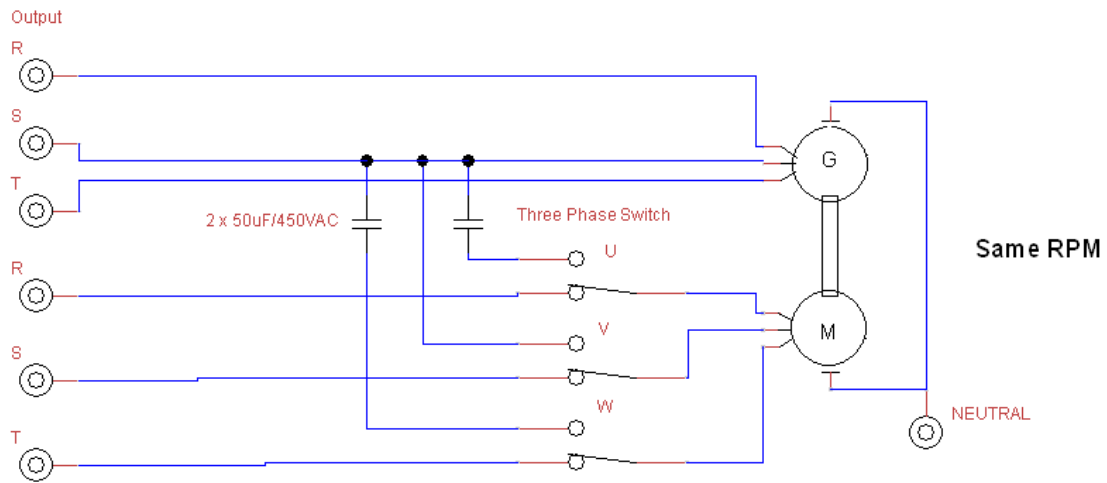 Output
R
S
T
2 x 50uF/450VAC
Three Phase Switch
G
U
Same RPM
R
V
M
S
W
NEUTRAL
T